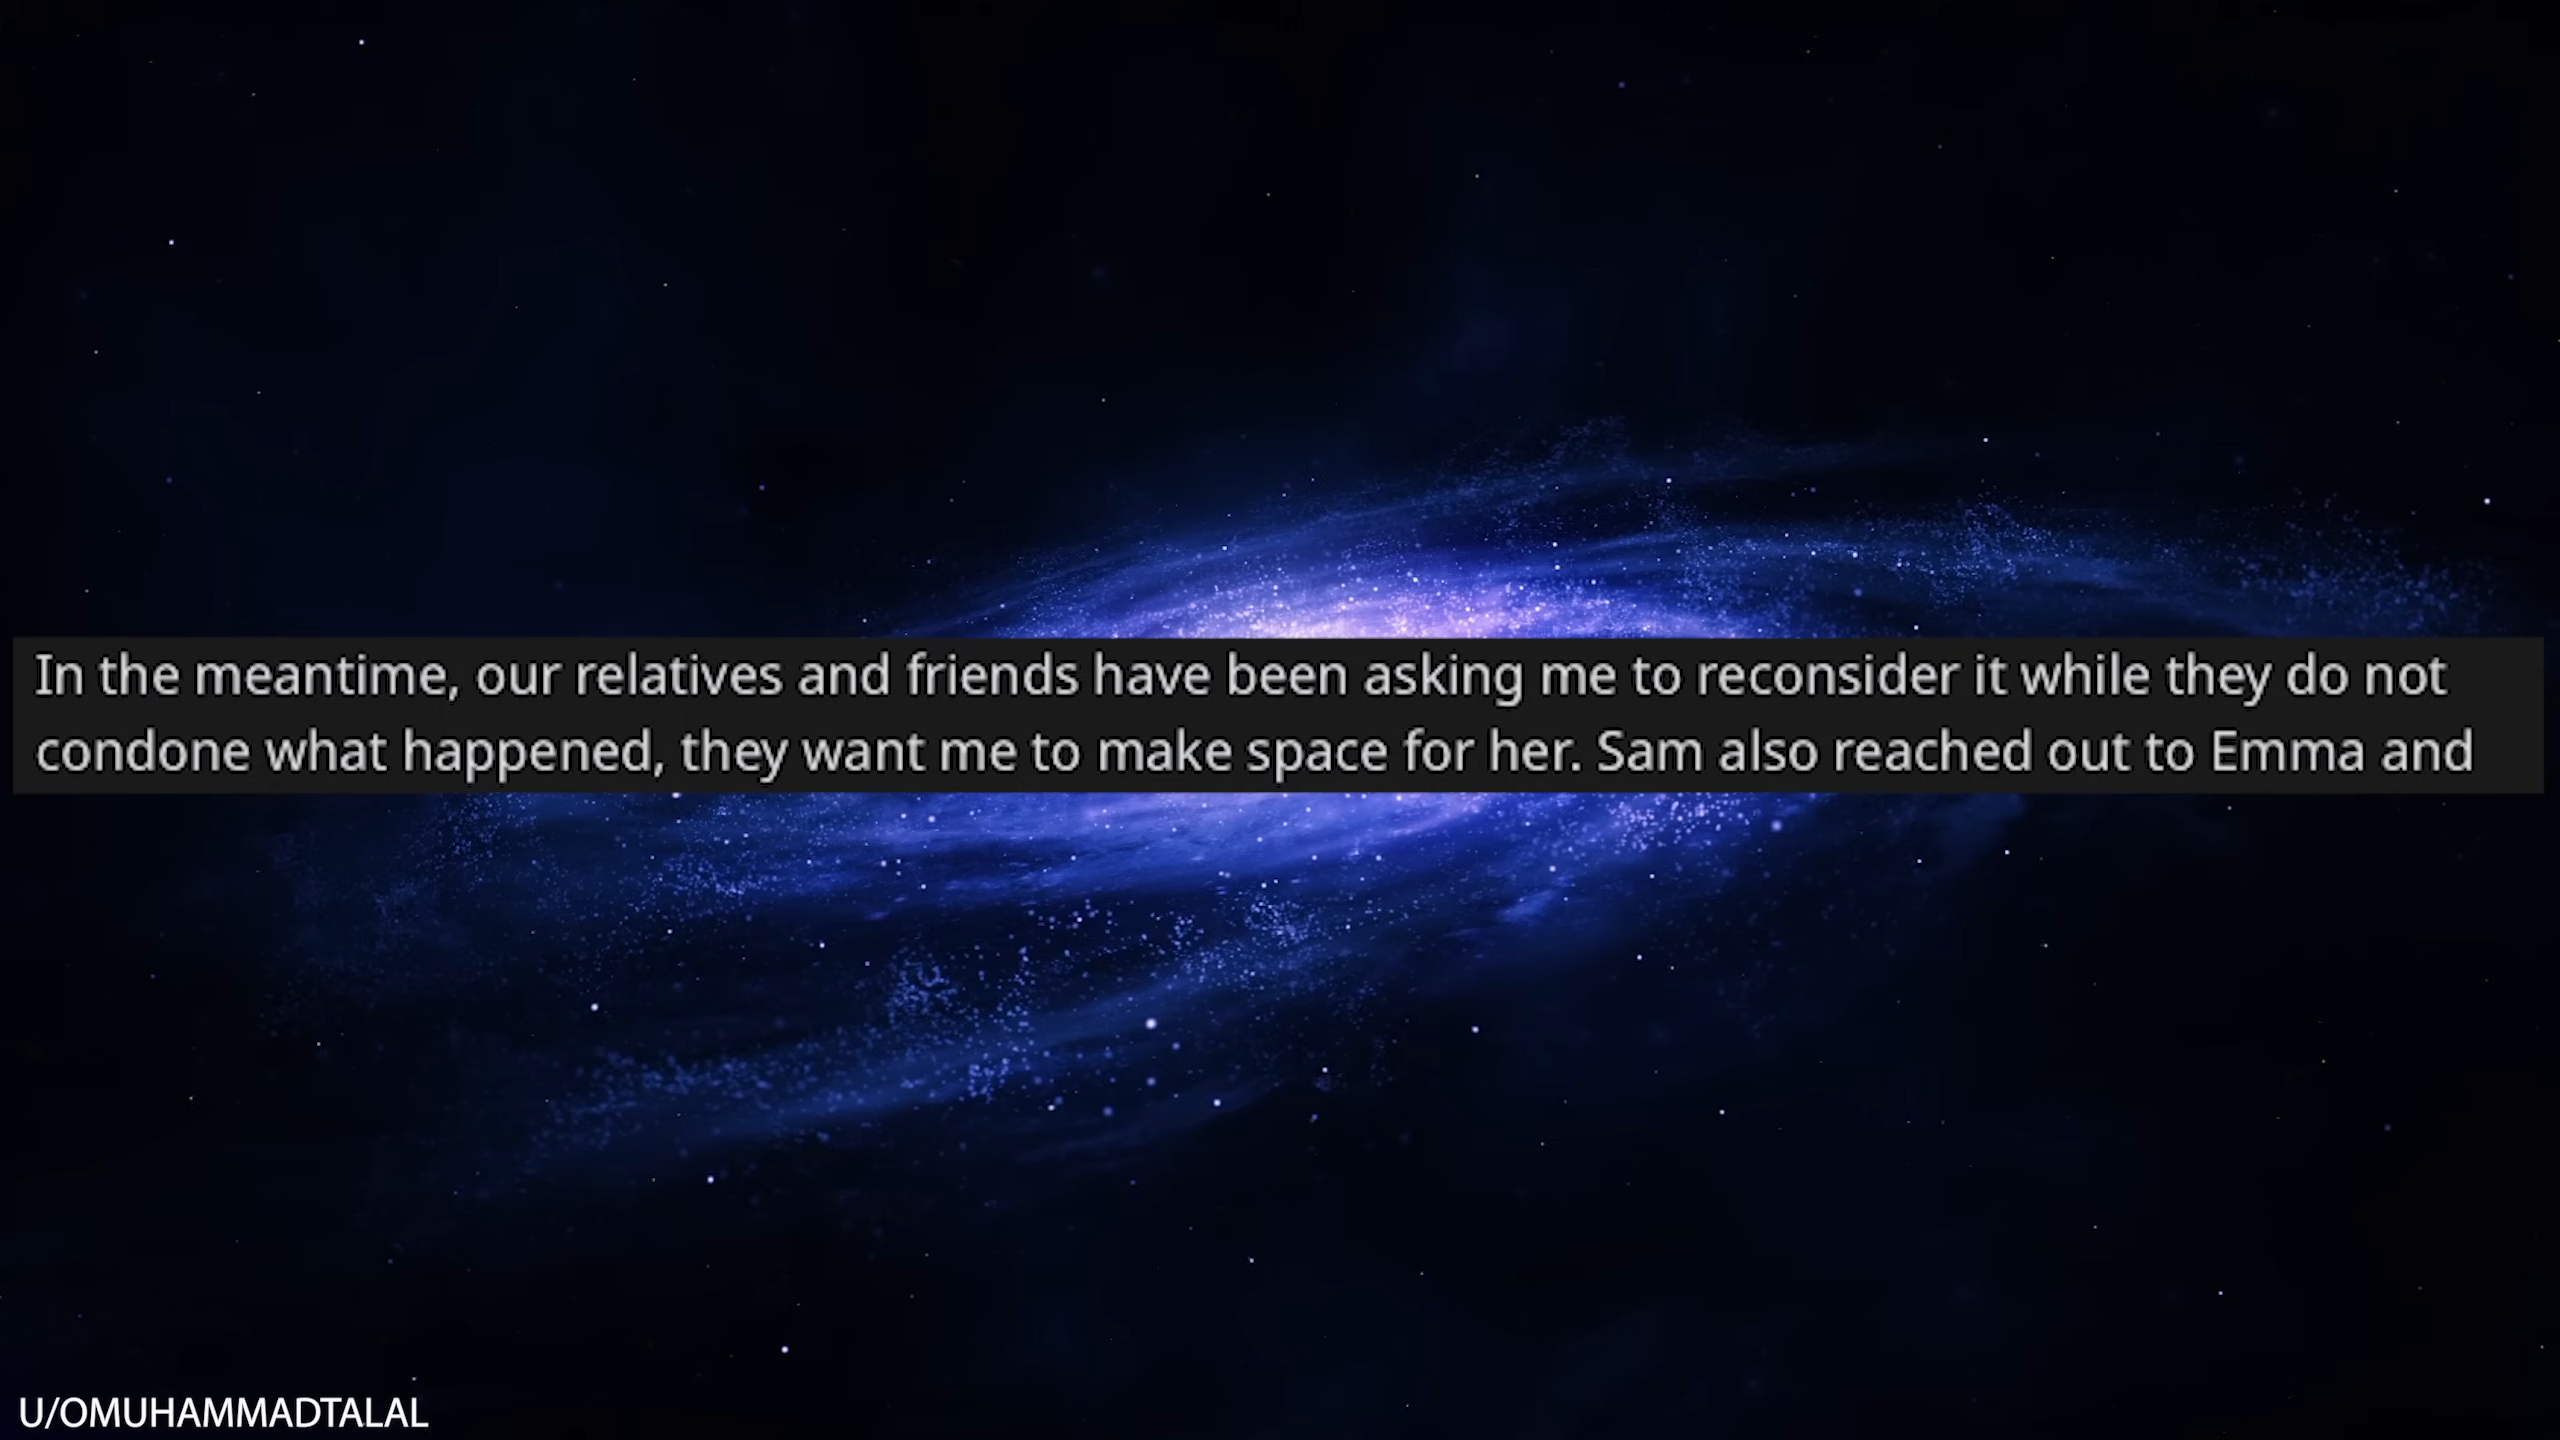 In the meantime, our relatives and friends have been asking me to reconsider it while they do not
condone what happened, they want me to make space for her. Sam also reached out to Emma and
U/OMUHAMMADTALAL